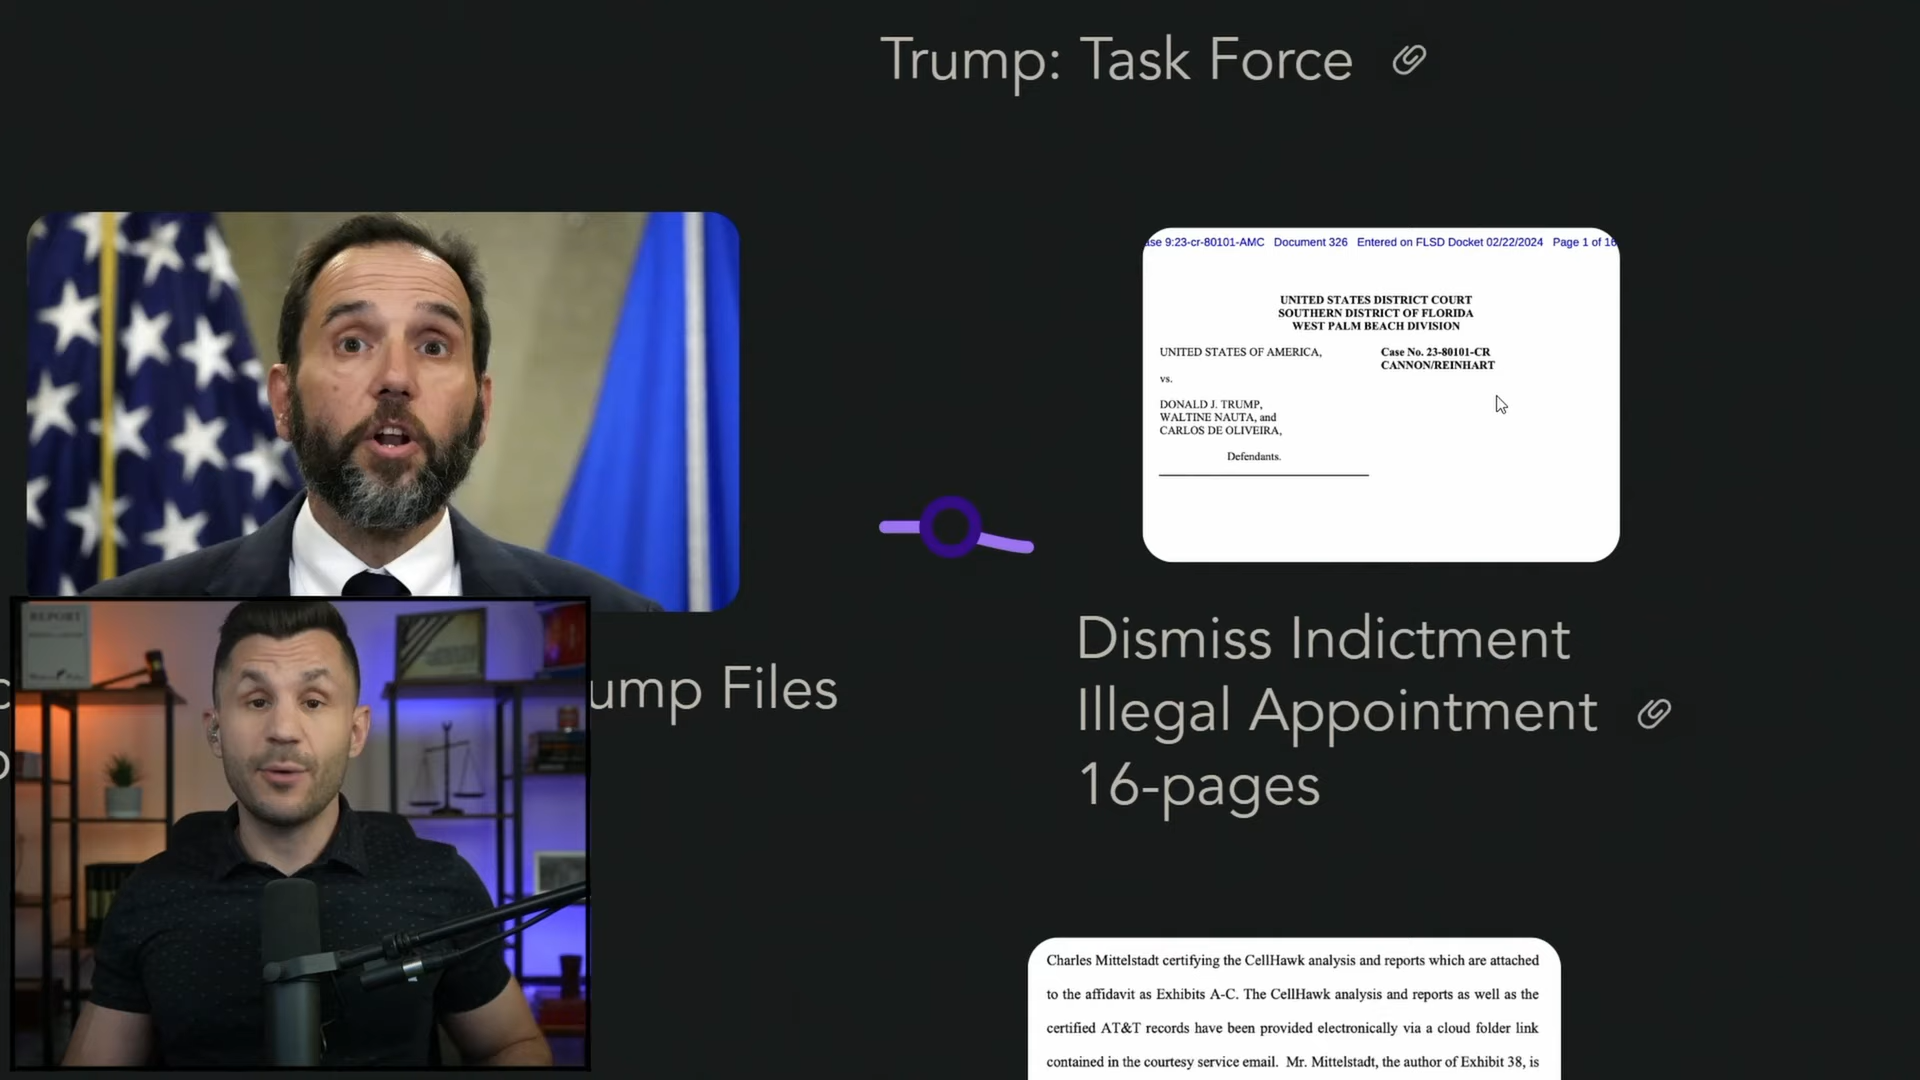 Trump: Task Force
ase 9:23-cr-80101-AMC Document 326 Entered on FLSD Docket 02/22/2024 Page 1 of 16
UNITED STATES DISTRICT COURT
SOUTHERN DISTRICT OF FLORIDA
WEST PALM BEACH DIVISION
UNITED STATES OF AMERICA,
Case No. 23-80101-CR
CANNON/REINHART
vs.
DONALD J. TRUMP,
WALTINE NAUTA, and
CARLOS DE OLIVEIRA,
Defendants.
REPORT
ump Files
Dismiss Indictment
Illegal Appointment
16-pages
Charles Mittelstadt certifying the CellHawk analysis and reports which are attached
to the affidavit as Exhibits A-C. The CellHawk analysis and reports as well as the
certified AT&T records have been provided electronically via a cloud folder link
contained in the courtesy service email. Mr. Mittelstadt, the author of Exhibit 38, is